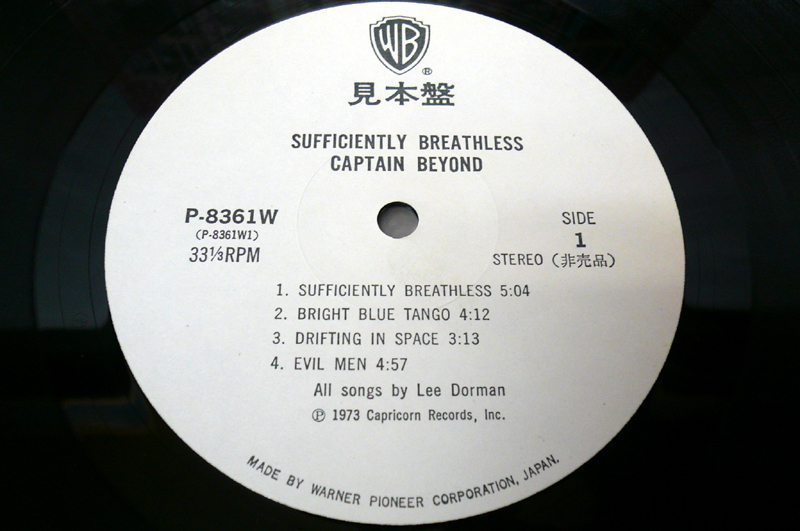 WB
®
見本盤
SUFFICIENTLY BREATHLESS
CAPTAIN BEYOND
P-8361W
(P-8361W1)
33⅓RPM
SIDE
1
STEREO (非売品)
1. SUFFICIENTLY BREATHLESS 5:04
2. BRIGHT BLUE TANGO 4:12
3. DRIFTING IN SPACE 3:13
4. EVIL MEN 4:57
All songs by Lee Dorman
℗ 1973 Capricorn Records, Inc.
MADE BY WARNER PIONEER CORPORATION, JAPAN.